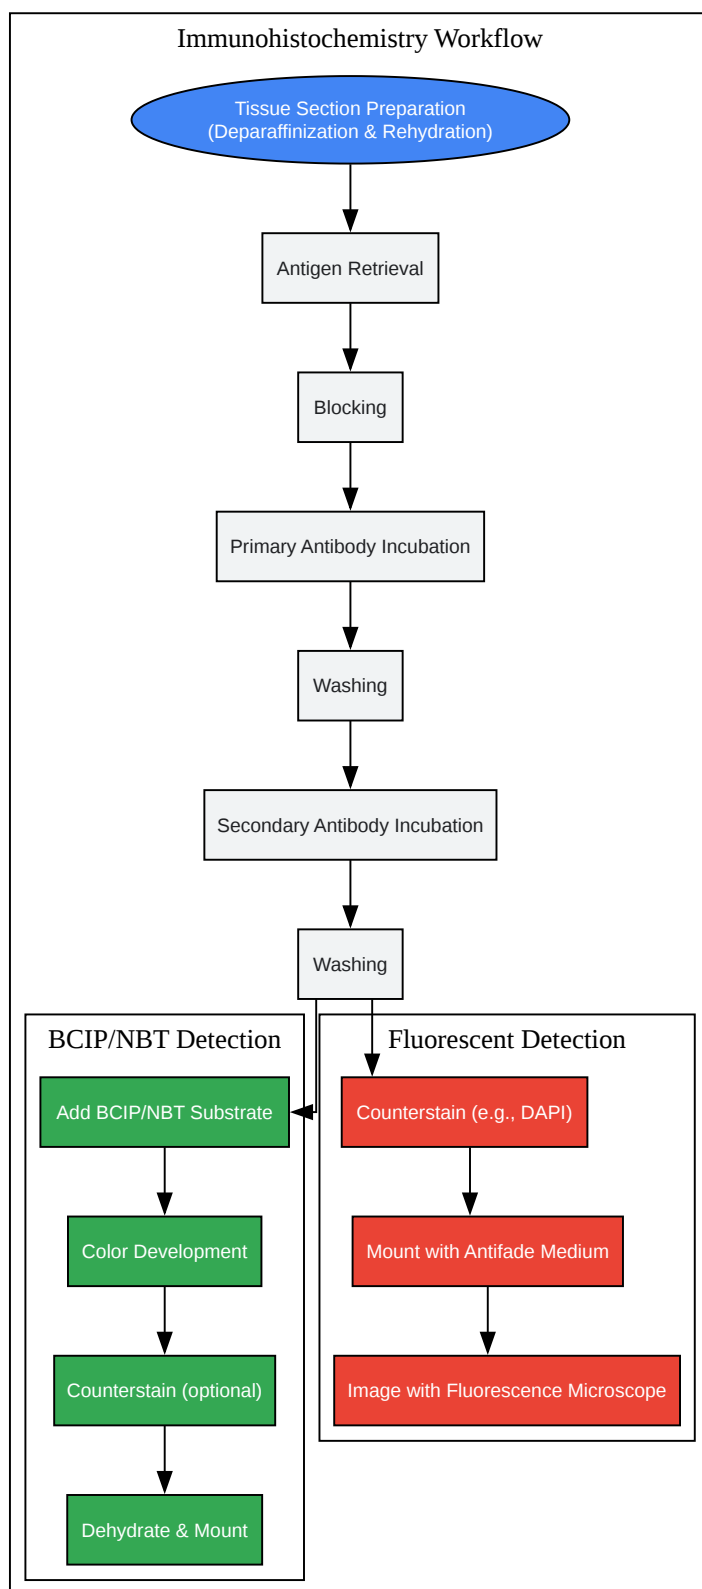 Immunohistochemistry Workflow
Tissue Section Preparation
(Deparaffinization & Rehydration)
Antigen Retrieval
Blocking
Primary Antibody Incubation
Washing
Secondary Antibody Incubation
Washing
BCIP/NBT Detection
Add BCIP/NBT Substrate
Color Development
Counterstain (optional)
Dehydrate & Mount
Fluorescent Detection
Counterstain (e.g., DAPI)
Mount with Antifade Medium
Image with Fluorescence Microscope